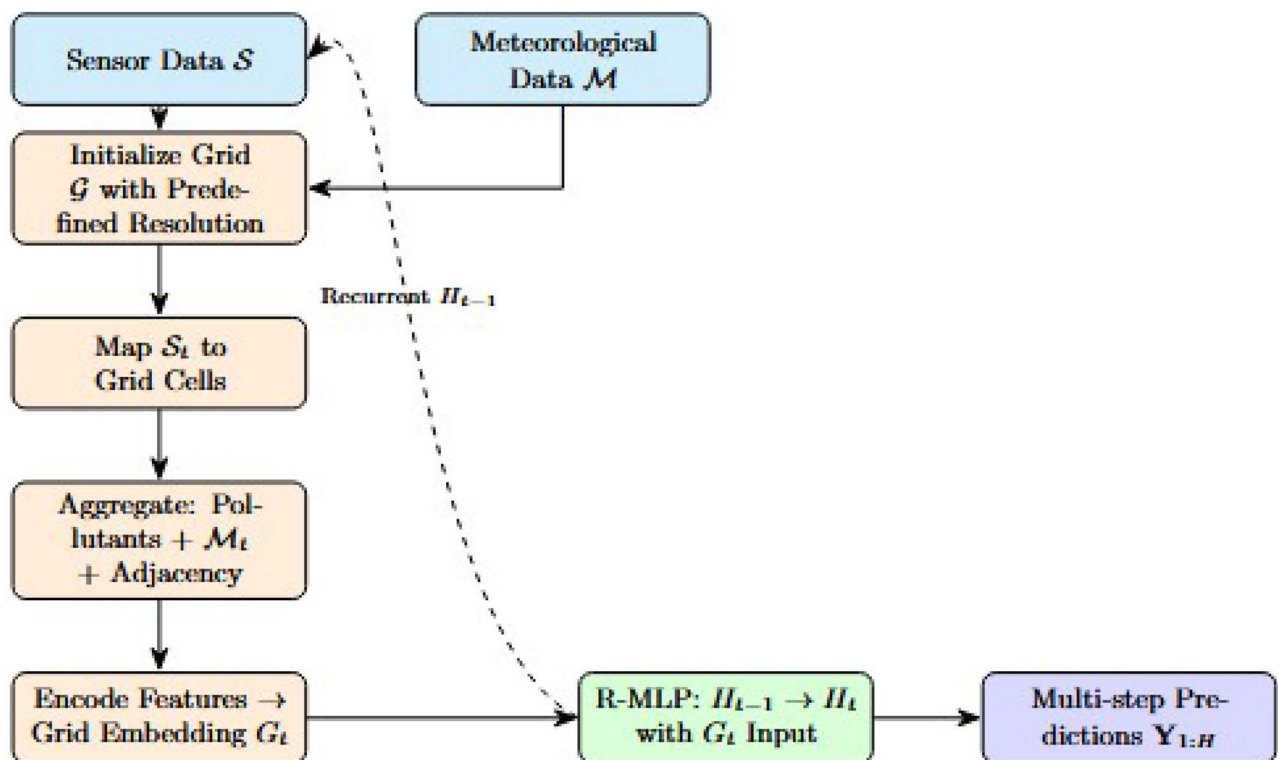 Sensor Data 𝒮
Meteorological
Data ℳ
Initialize Grid
𝒢 with Prede-
fined Resolution
Recurrent H_{t−1}
Map 𝒮_t to
Grid Cells
Aggregate: Pol-
lutants + ℳ_t
+ Adjacency
Encode Features →
Grid Embedding G_t
R-MLP: H_{t−1} → H_t
with G_t Input
Multi-step Pre-
dictions Y_{1:H}